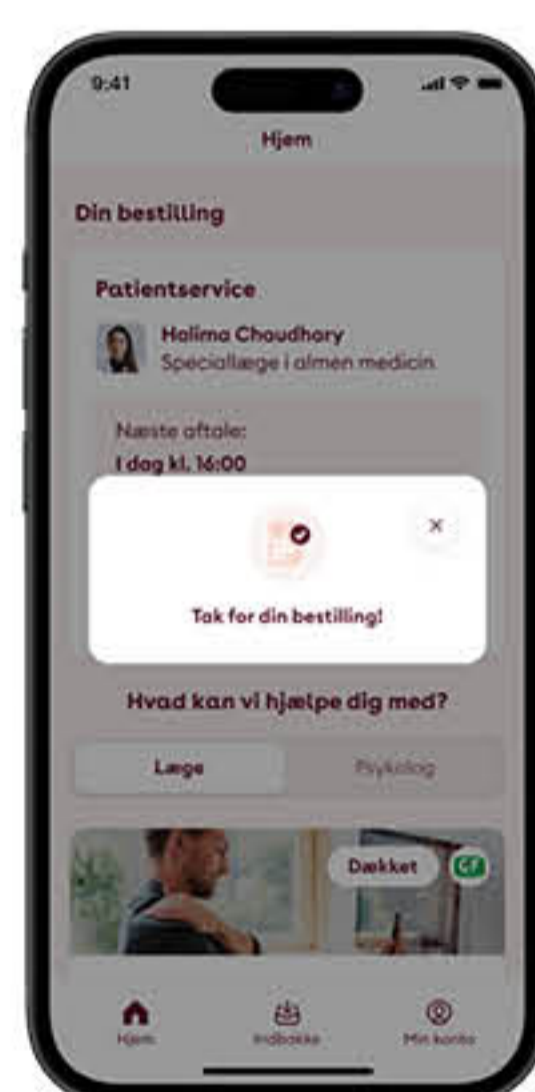 9:41
Hjem
Din bestilling
Patientservice
Halima Choudhary
Speciallæge i almen medicin
Næste aftale:
I dag kl. 16:00
Tak for din bestilling!
Hvad kan vi hjælpe dig med?
Læge
Psykolog
Dækket
GF
Hjem
Indbakke
Min konto